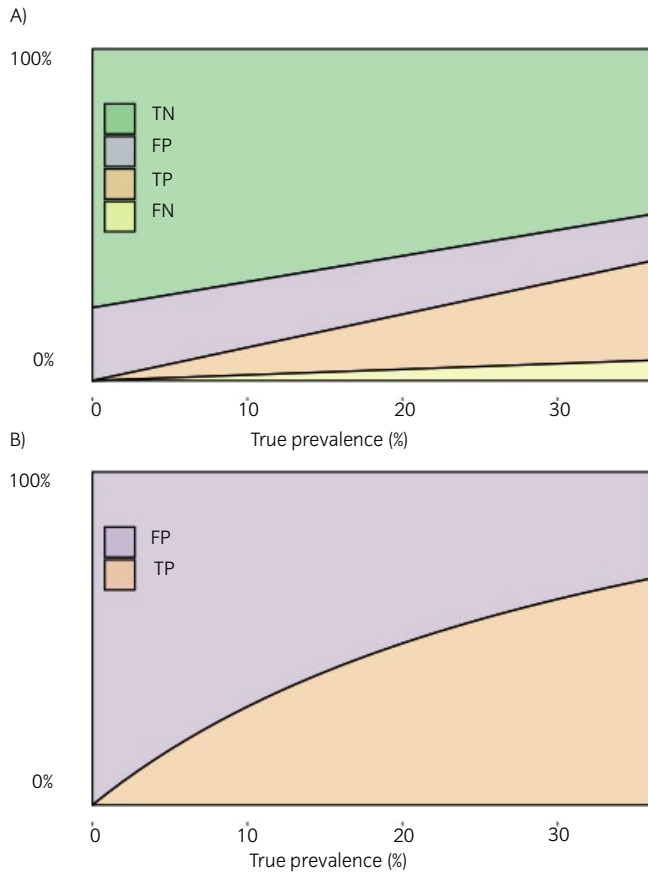 A)
100%
TN
FP
TP
FN
0%
0 10 20 30
True prevalence (%)
B)
100%
FP
TP
0%
0 10 20 30
True prevalence (%)